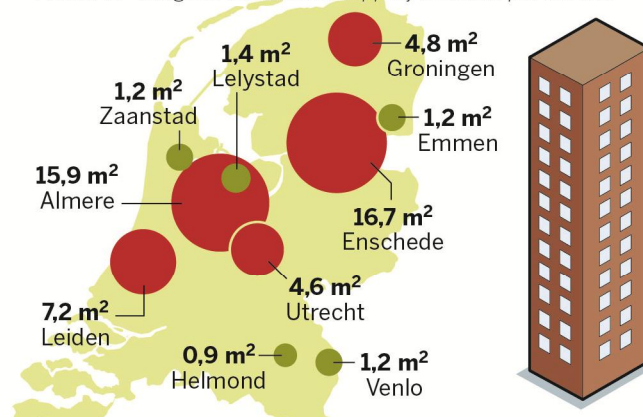 4,8 m²
Groningen
1,4 m²
Lelystad
1,2 m²
Zaanstad
1,2 m²
Emmen
15,9 m²
Almere
16,7 m²
Enschede
4,6 m²
Utrecht
7,2 m²
Leiden
0,9 m²
Helmond
1,2 m²
Venlo